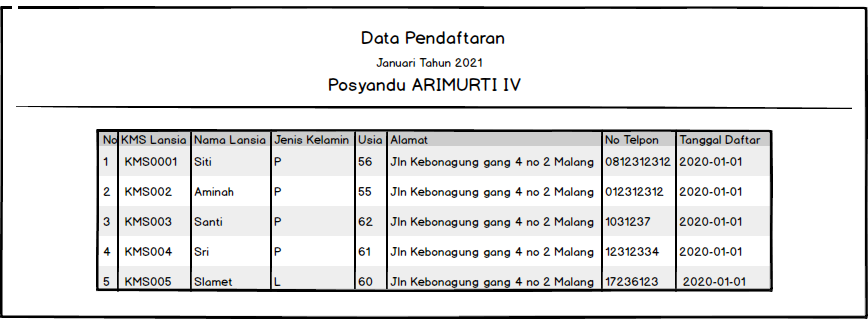 Data Pendaftaran
Januari Tahun 2021
Posyandu ARIMURTI IV
No KMS Lansia Nama Lansia Jenis Kelamin Usia Alamat No Telpon Tanggal Daftar
1 KMS0001 Siti P 56 Jln Kebonagung gang 4 no 2 Malang 0812312312 2020-01-01
2 KMS002 Aminah P 55 Jln Kebonagung gang 4 no 2 Malang 012312312 2020-01-01
3 KMS003 Santi P 62 Jln Kebonagung gang 4 no 2 Malang 1031237 2020-01-01
4 KMS004 Sri P 61 Jln Kebonagung gang 4 no 2 Malang 12312334 2020-01-01
5 KMS005 Slamet L 60 Jln Kebonagung gang 4 no 2 Malang 17236123 2020-01-01